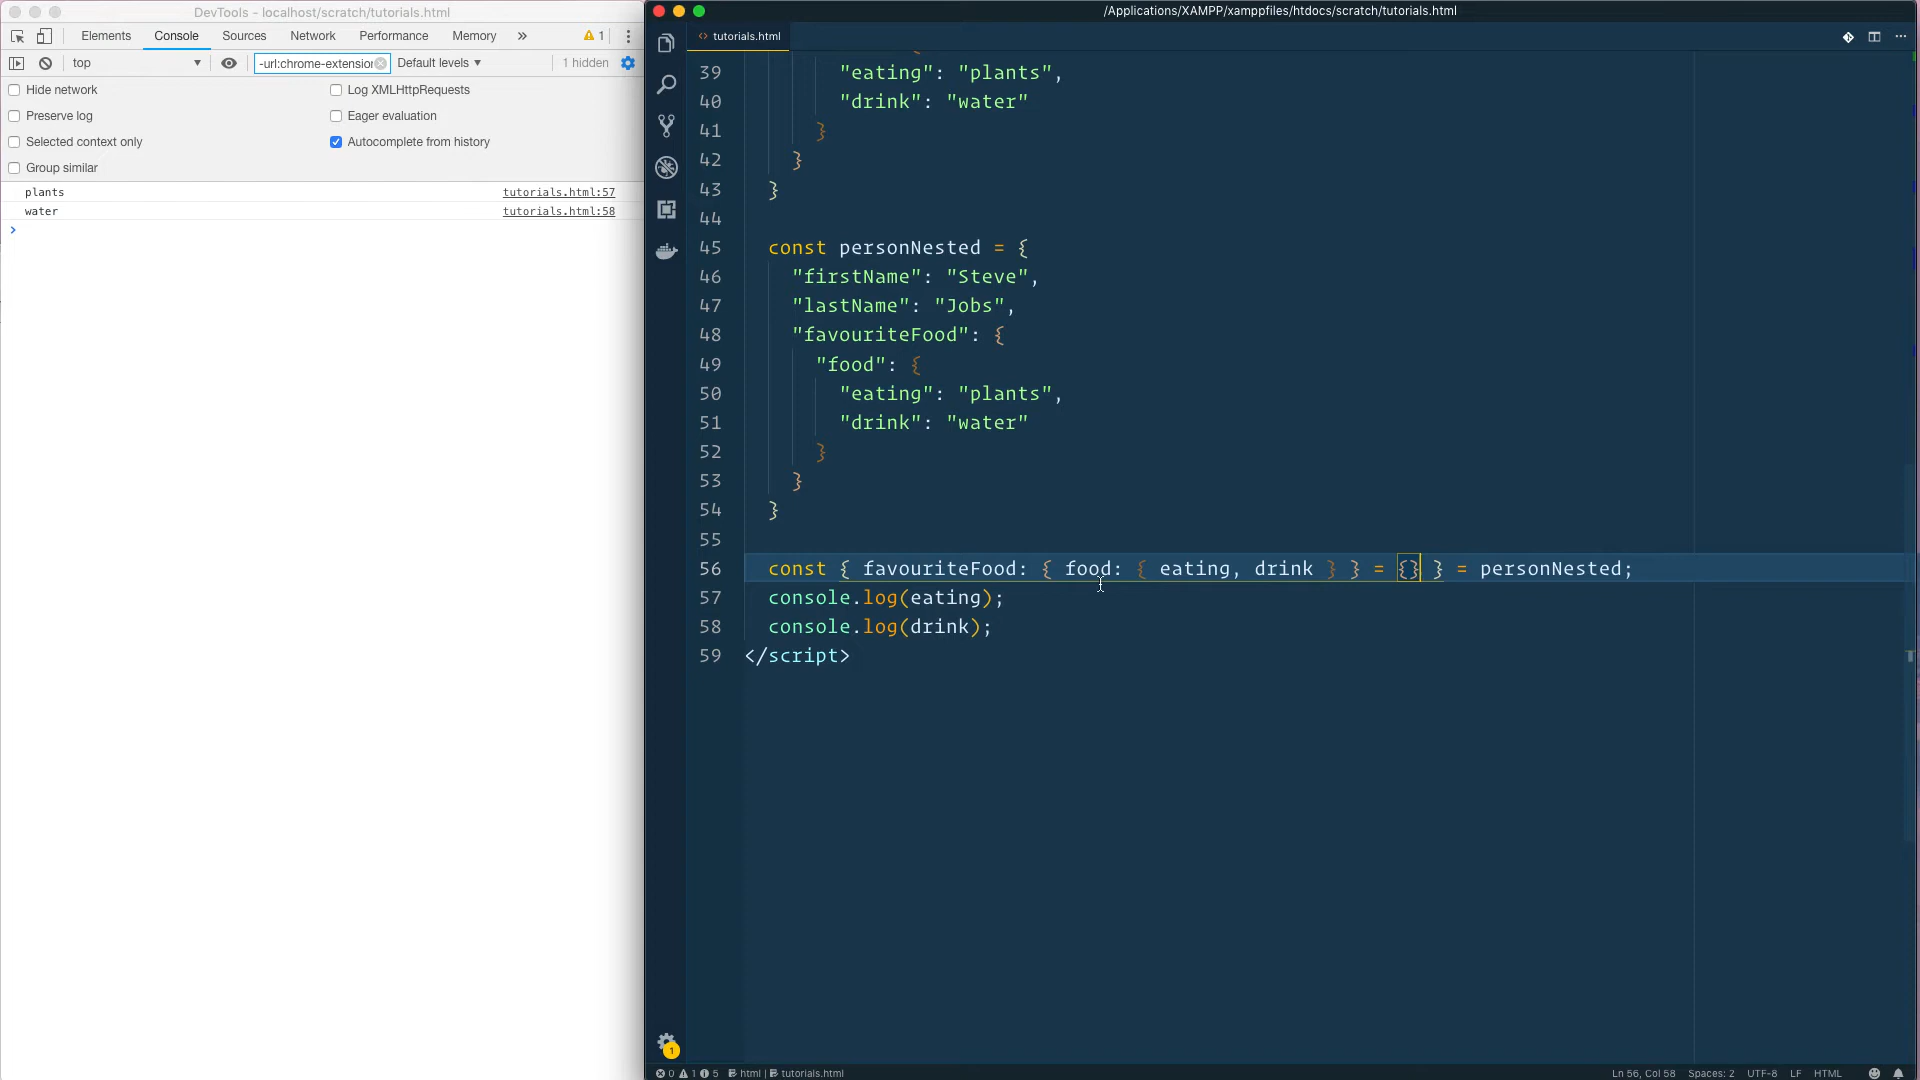 DevTools - localhost/scratch/tutorials.html
Elements Console Sources Network Performance Memory » 1
top -url:chrome-extension Default levels 1 hidden
Hide network Log XMLHttpRequests
Preserve log Eager evaluation
Selected context only Autocomplete from history
Group similar
plants tutorials.html:57
water tutorials.html:58
>
/Applications/XAMPP/xamppfiles/htdocs/scratch/tutorials.html
<> tutorials.html
39 "eating": "plants",
40 "drink": "water"
41 }
42 }
43 }
44
45 const personNested = {
46 "firstName": "Steve",
47 "lastName": "Jobs",
48 "favouriteFood": {
49 "food": {
50 "eating": "plants",
51 "drink": "water"
52 }
53 }
54 }
55
56 const { favouriteFood: { food: { eating, drink } } = {} } = personNested;
57 console.log(eating);
58 console.log(drink);
59 </script>
1
0 1 5 html | tutorials.html Ln 56, Col 58 Spaces: 2 UTF-8 LF HTML